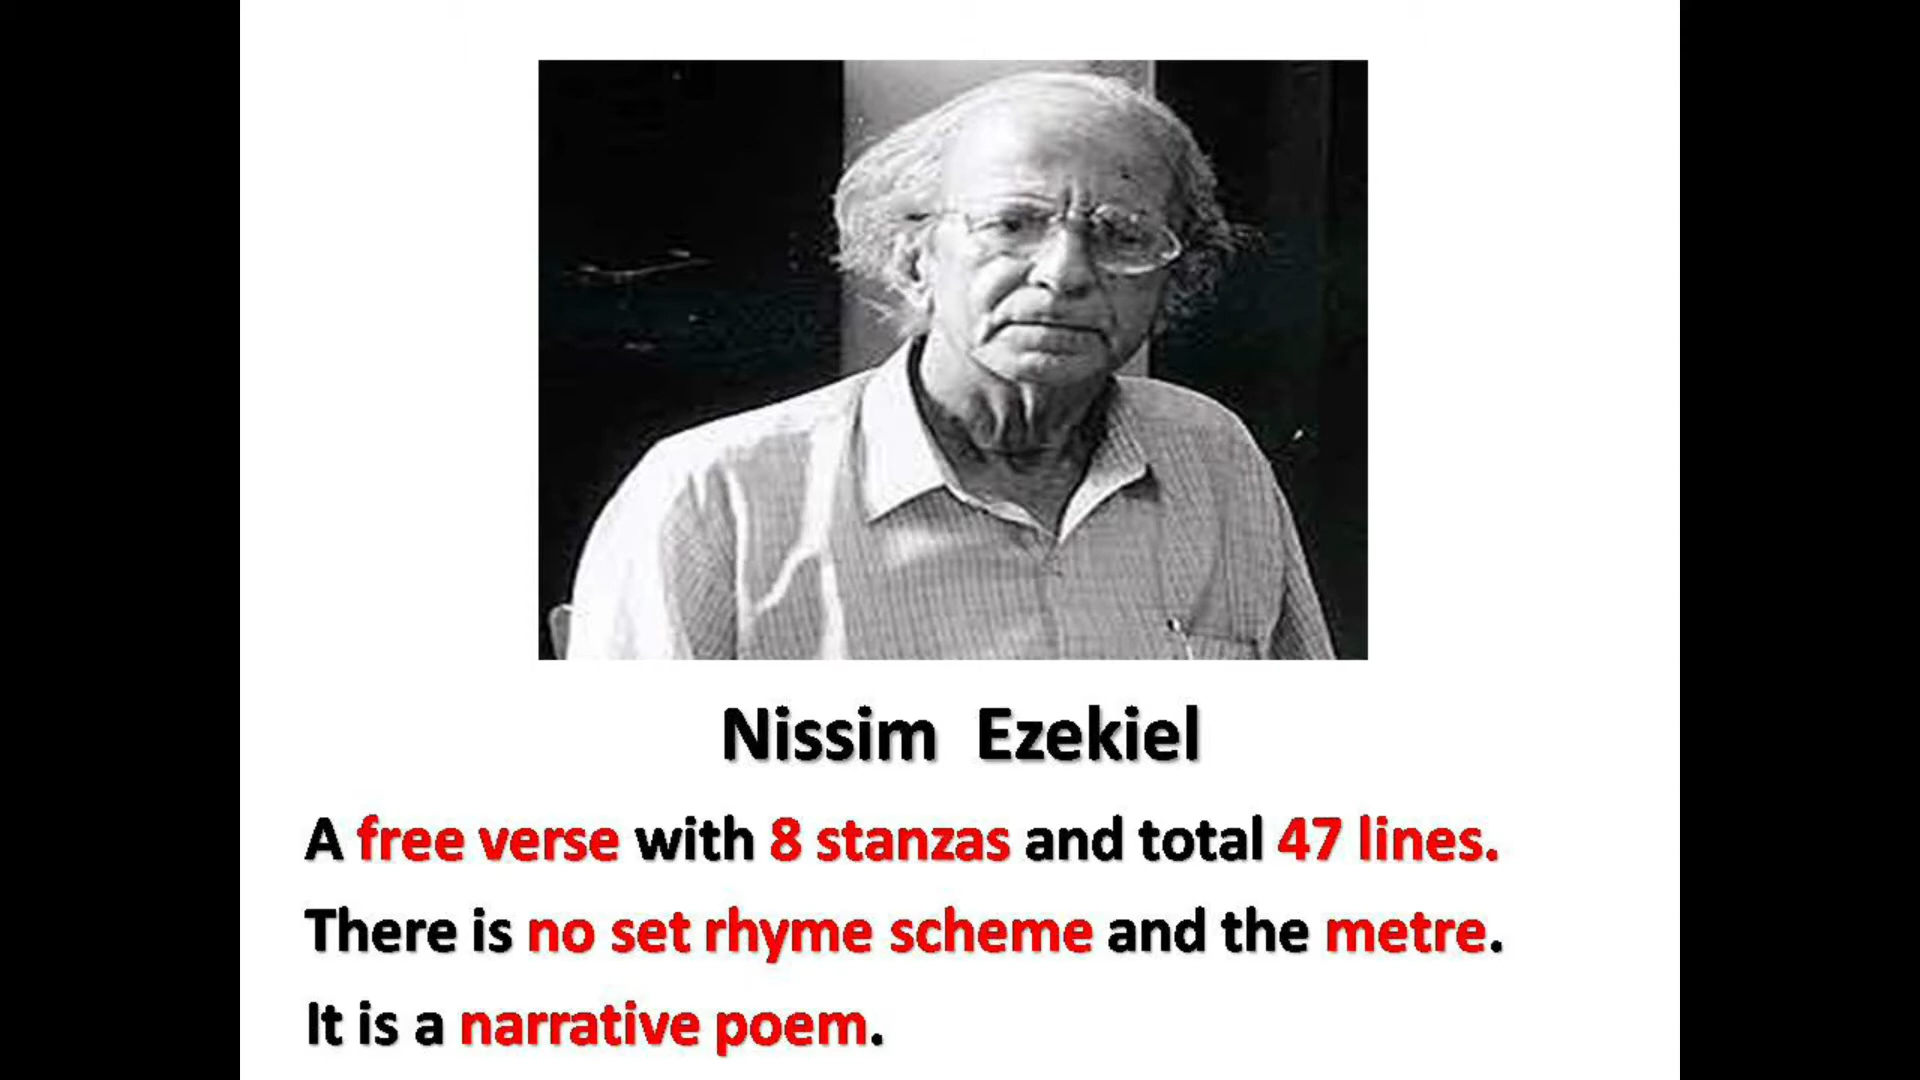 Nissim Ezekiel
A free verse with 8 stanzas and total 47 lines.
There is no set rhyme scheme and the metre.
It is a narrative poem.